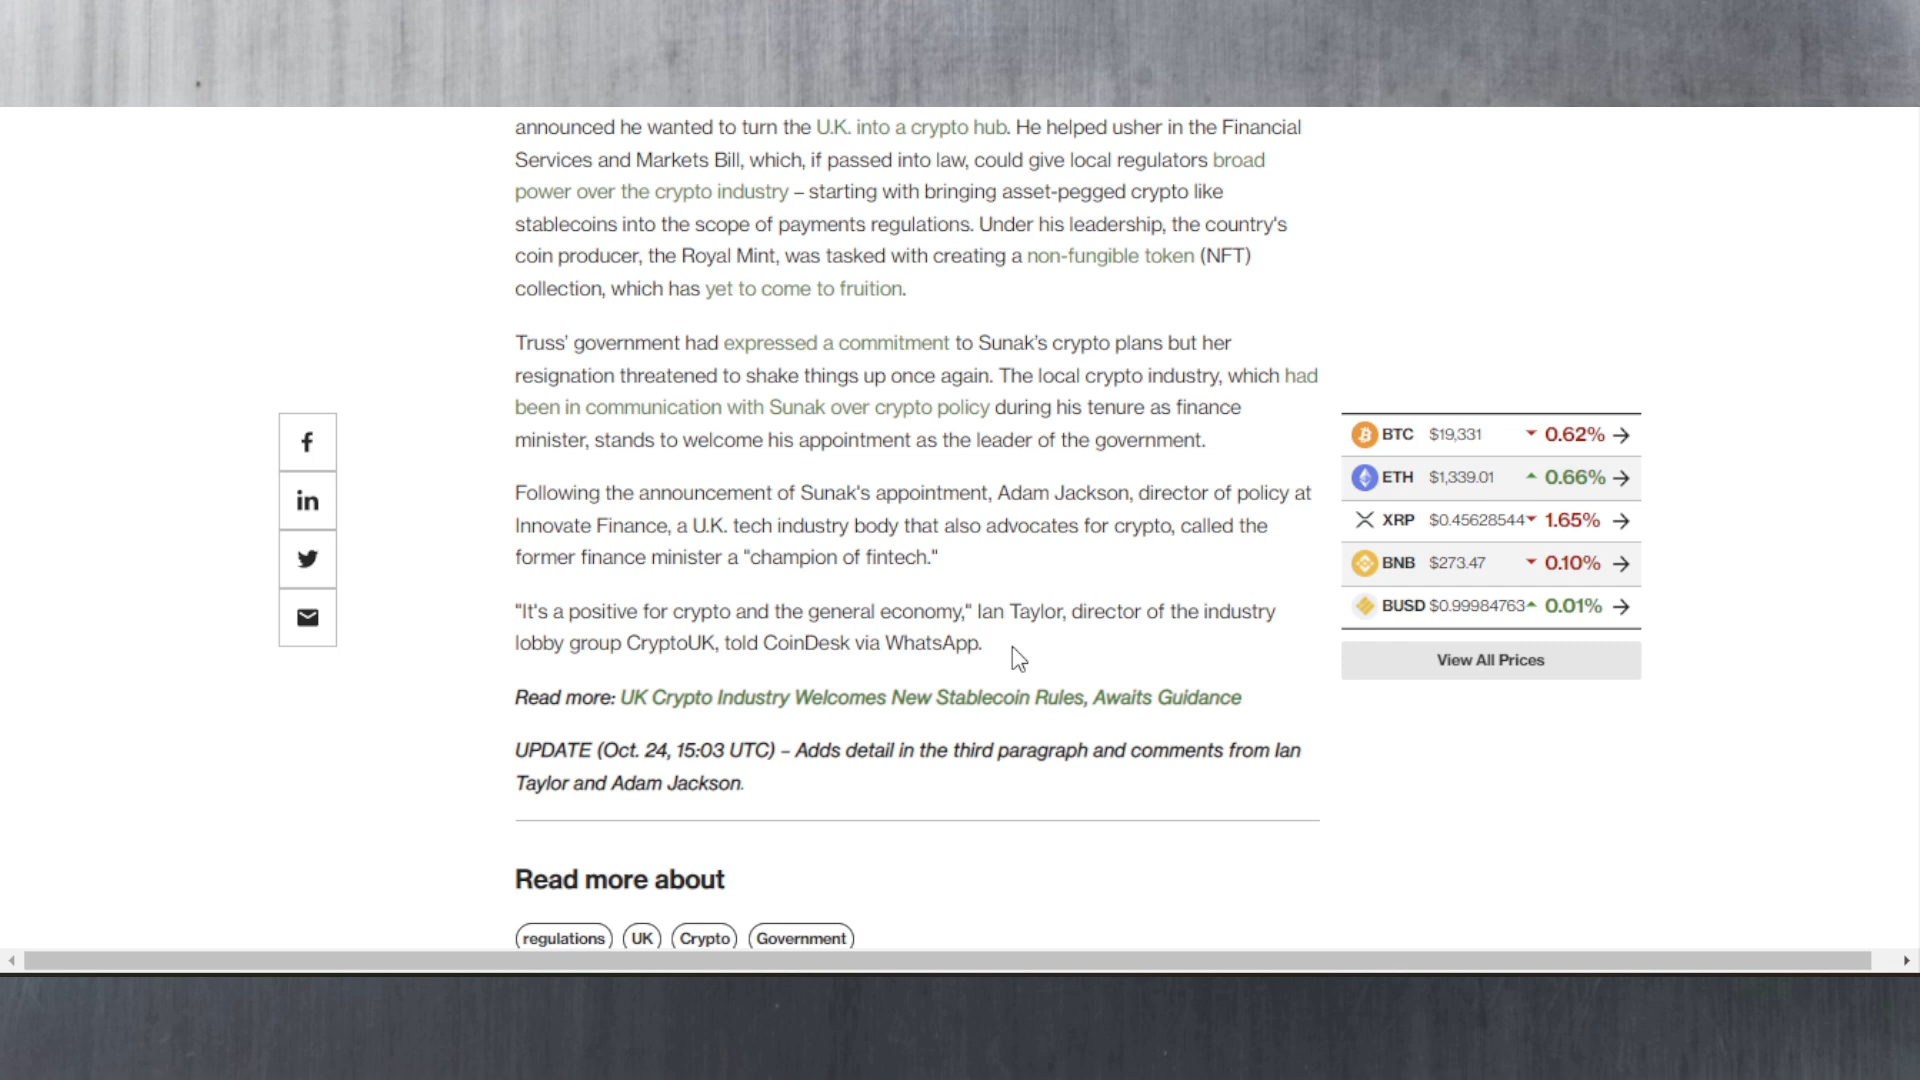 announced he wanted to turn the U.K. into a crypto hub. He helped usher in the Financial
Services and Markets Bill, which, if passed into law, could give local regulators broad
power over the crypto industry – starting with bringing asset-pegged crypto like
stablecoins into the scope of payments regulations. Under his leadership, the country's
coin producer, the Royal Mint, was tasked with creating a non-fungible token (NFT)
collection, which has yet to come to fruition.
Truss’ government had expressed a commitment to Sunak’s crypto plans but her
resignation threatened to shake things up once again. The local crypto industry, which had
been in communication with Sunak over crypto policy during his tenure as finance
minister, stands to welcome his appointment as the leader of the government.
Following the announcement of Sunak's appointment, Adam Jackson, director of policy at
Innovate Finance, a U.K. tech industry body that also advocates for crypto, called the
former finance minister a "champion of fintech."
"It's a positive for crypto and the general economy," Ian Taylor, director of the industry
lobby group CryptoUK, told CoinDesk via WhatsApp.
Read more: UK Crypto Industry Welcomes New Stablecoin Rules, Awaits Guidance
UPDATE (Oct. 24, 15:03 UTC) – Adds detail in the third paragraph and comments from Ian
Taylor and Adam Jackson.
Read more about
regulations UK Crypto Government
BTC $19,331 0.62%
ETH $1,339.01 0.66%
XRP $0.45628544 1.65%
BNB $273.47 0.10%
BUSD $0.99984763 0.01%
View All Prices